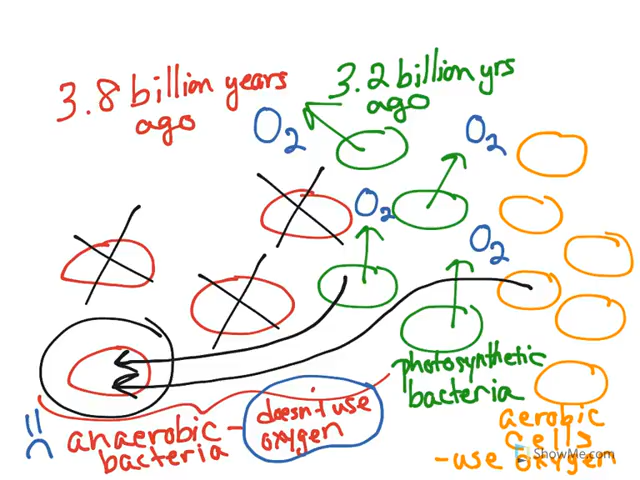 3.8 billion years
ago
3.2 billion yrs
ago
O2
O2
O2
O2
photosynthetic
bacteria
anaerobic -
bacteria
doesn't use
oxygen
aerobic
cells
- use oxygen
ShowMe.com